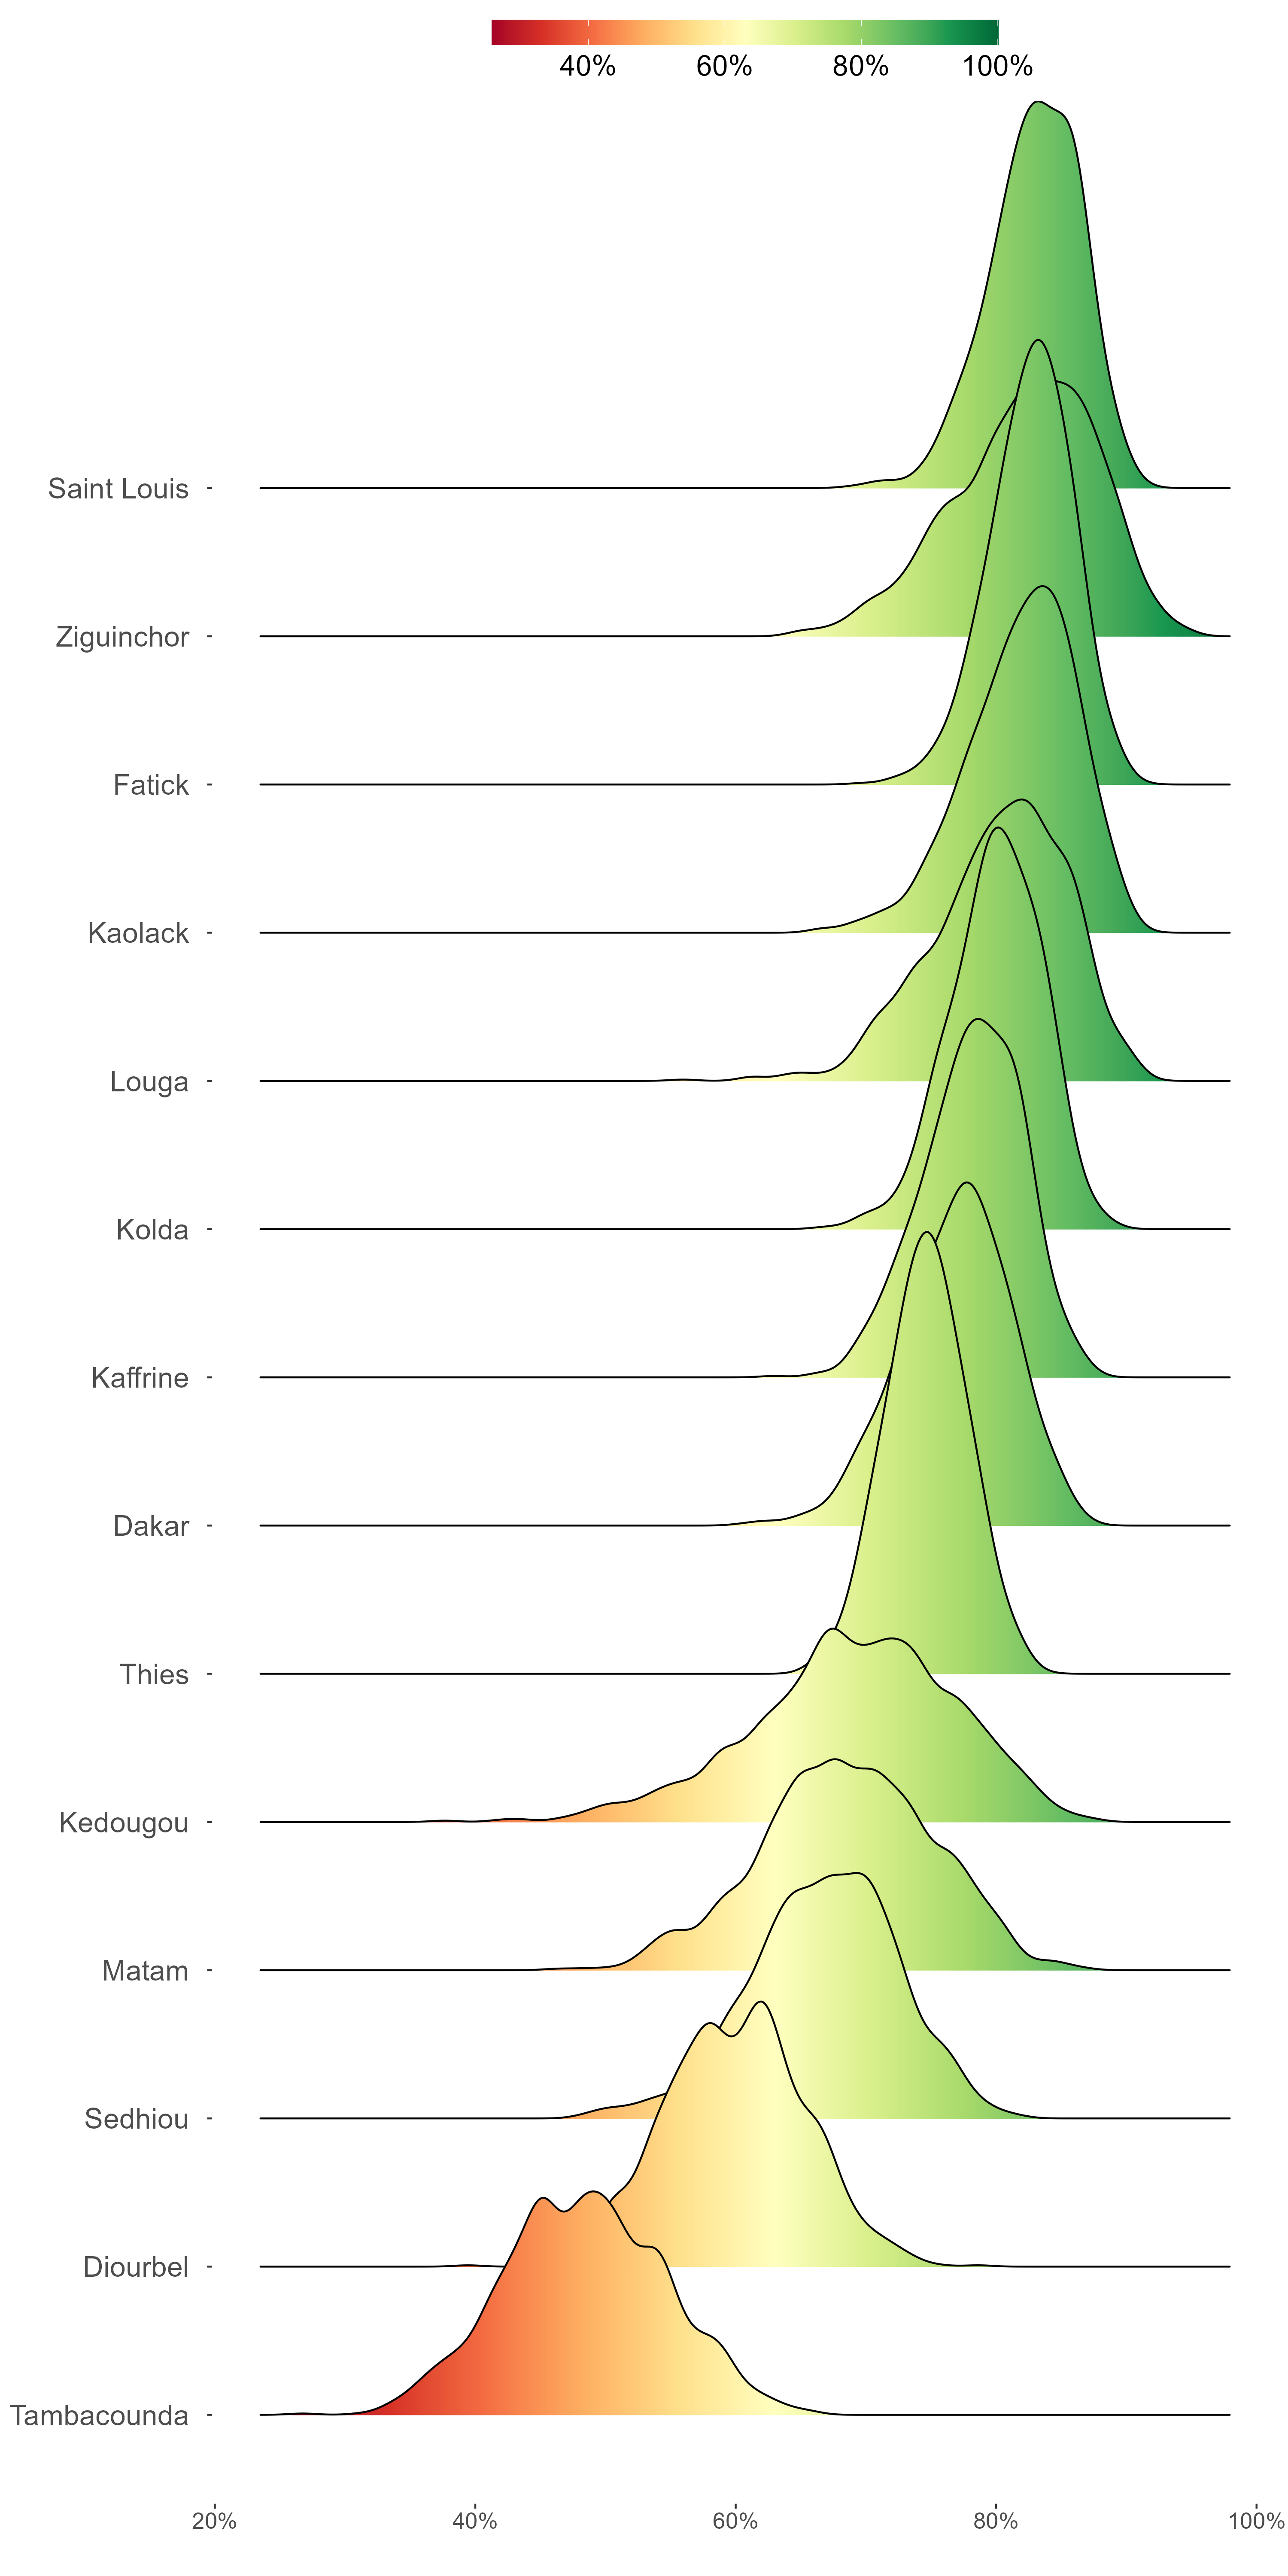 40% 60% 80% 100%
Saint Louis
Ziguinchor
Fatick
Kaolack
Louga
Kolda
Kaffrine
Dakar
Thies
Kedougou
Matam
Sedhiou
Diourbel
Tambacounda
20% 40% 60% 80% 100%